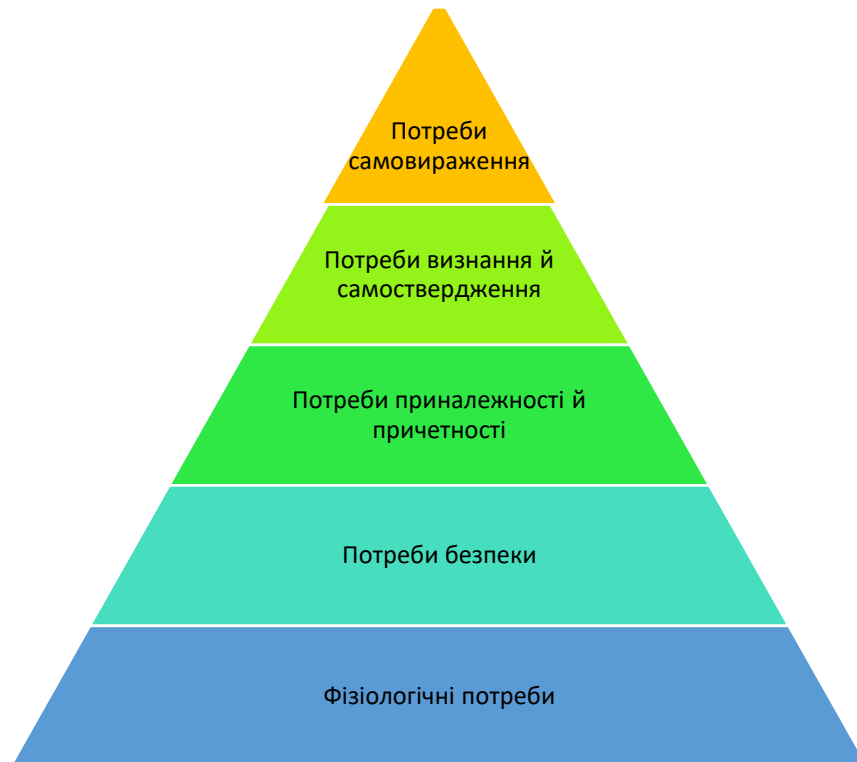 Потреби
самовираження
Потреби визнання й
самоствердження
Потреби приналежності й
причетності
Потреби безпеки
Фізіологічні потреби